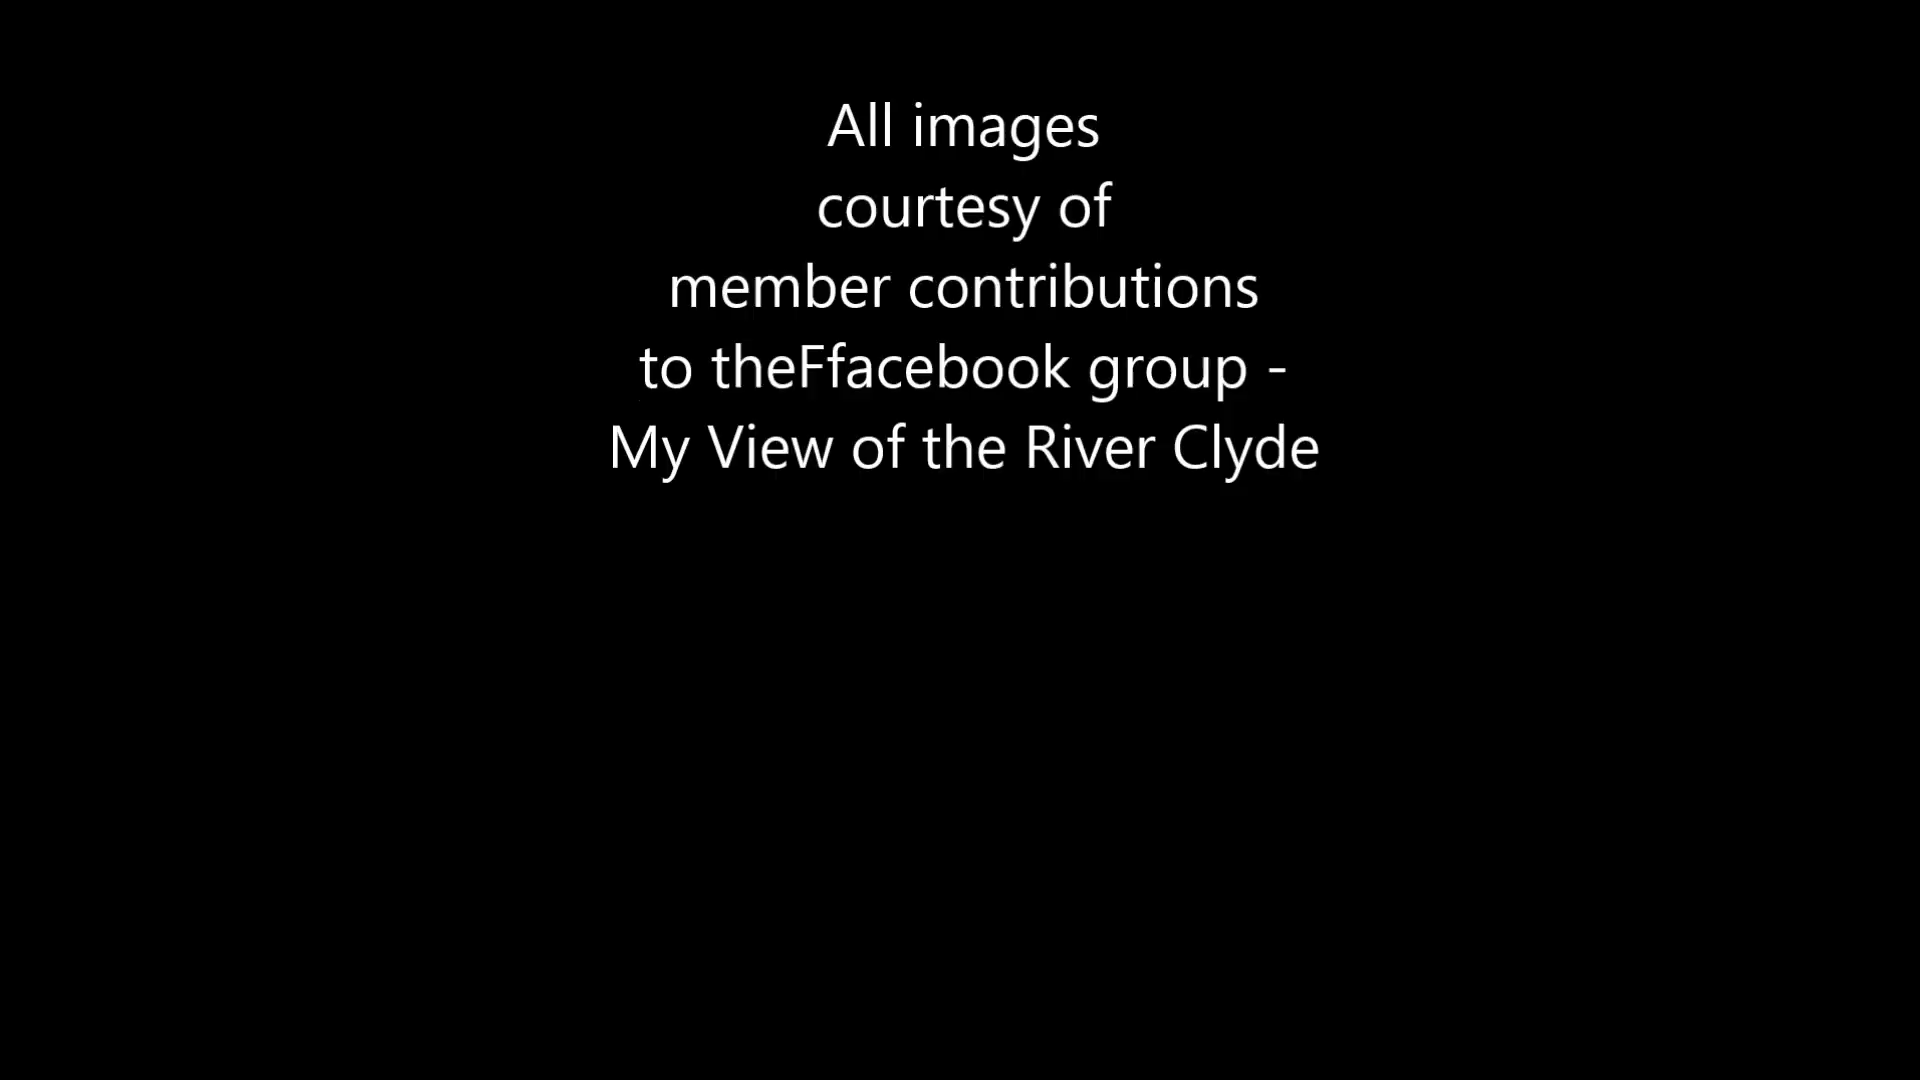 All images
courtesy of
member contributions
to theFfacebook group -
My View of the River Clyde